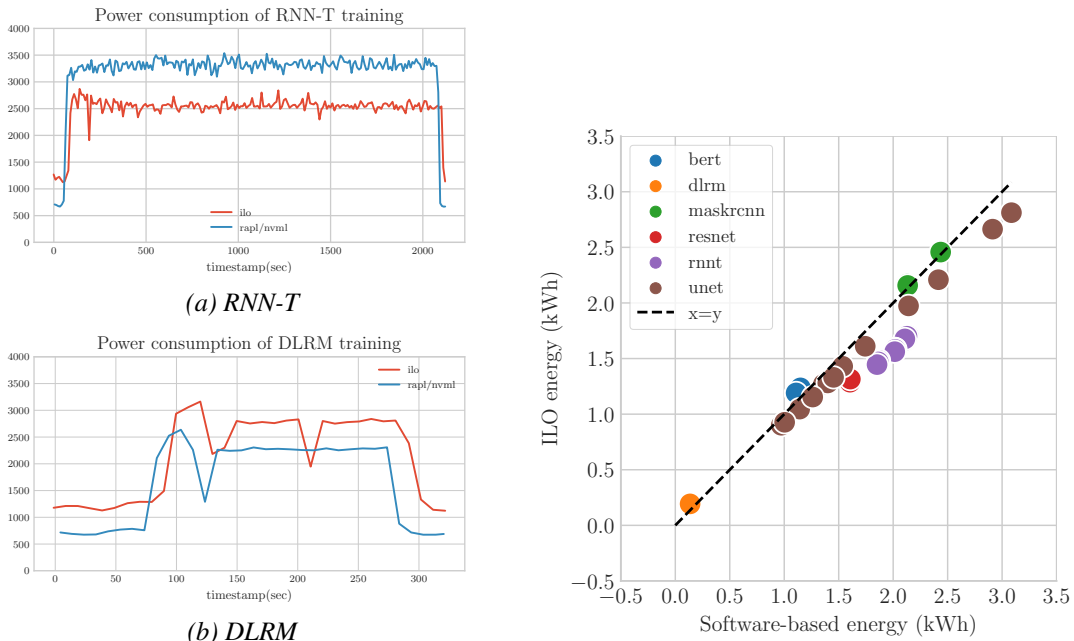 Power consumption of RNN-T training
4000
3500
3000
2500
2000
1500
1000
500
0
ilo
rapl/nvml
0
500
1000
1500
2000
timestamp(sec)
(a) RNN-T
Power consumption of DLRM training
4000
3500
3000
2500
2000
1500
1000
500
0
ilo
rapl/nvml
0
50
100
150
200
250
300
timestamp(sec)
(b) DLRM
3.5
3.0
2.5
2.0
1.5
1.0
0.5
0.0
−0.5
ILO energy (kWh)
bert
dlrm
maskrcnn
resnet
rnnt
unet
x=y
−0.5
0.0
0.5
1.0
1.5
2.0
2.5
3.0
3.5
Software-based energy (kWh)